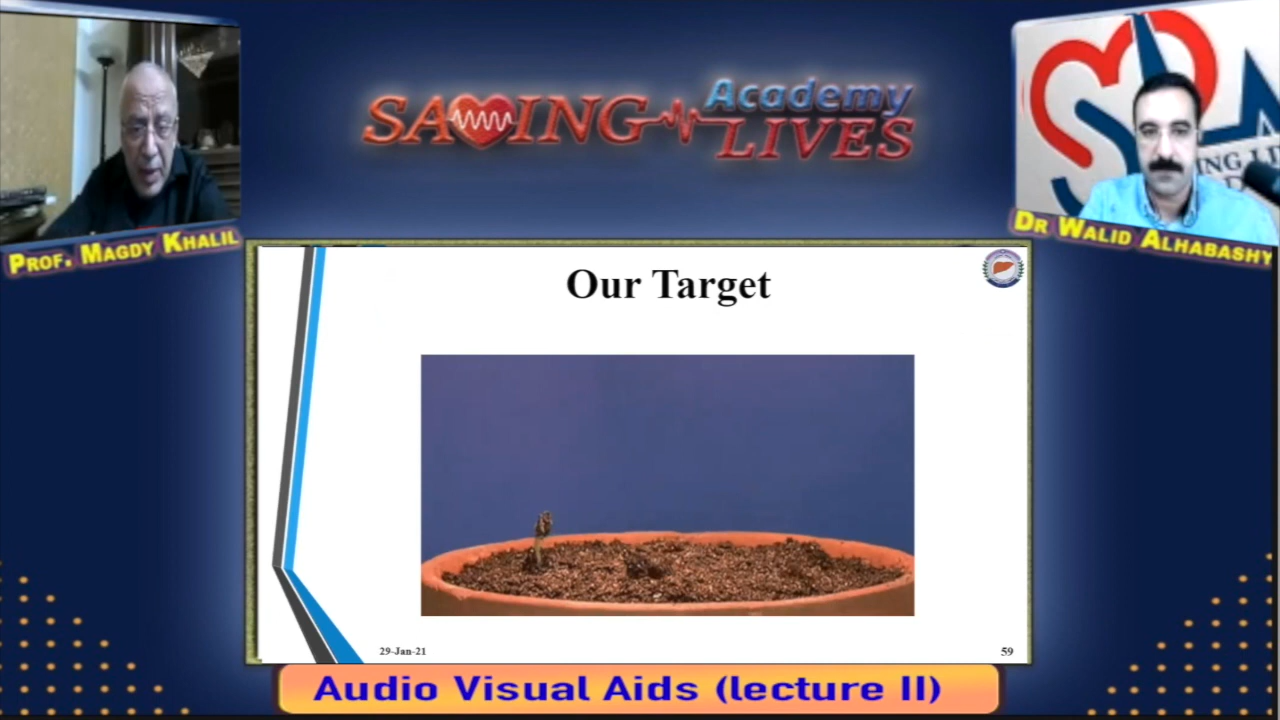 SAVING
Academy
LIVES
PROF. MAGDY KHALIL
DR WALID ALHABASHY
Our Target
29-Jan-21
59
Audio Visual Aids (lecture II)